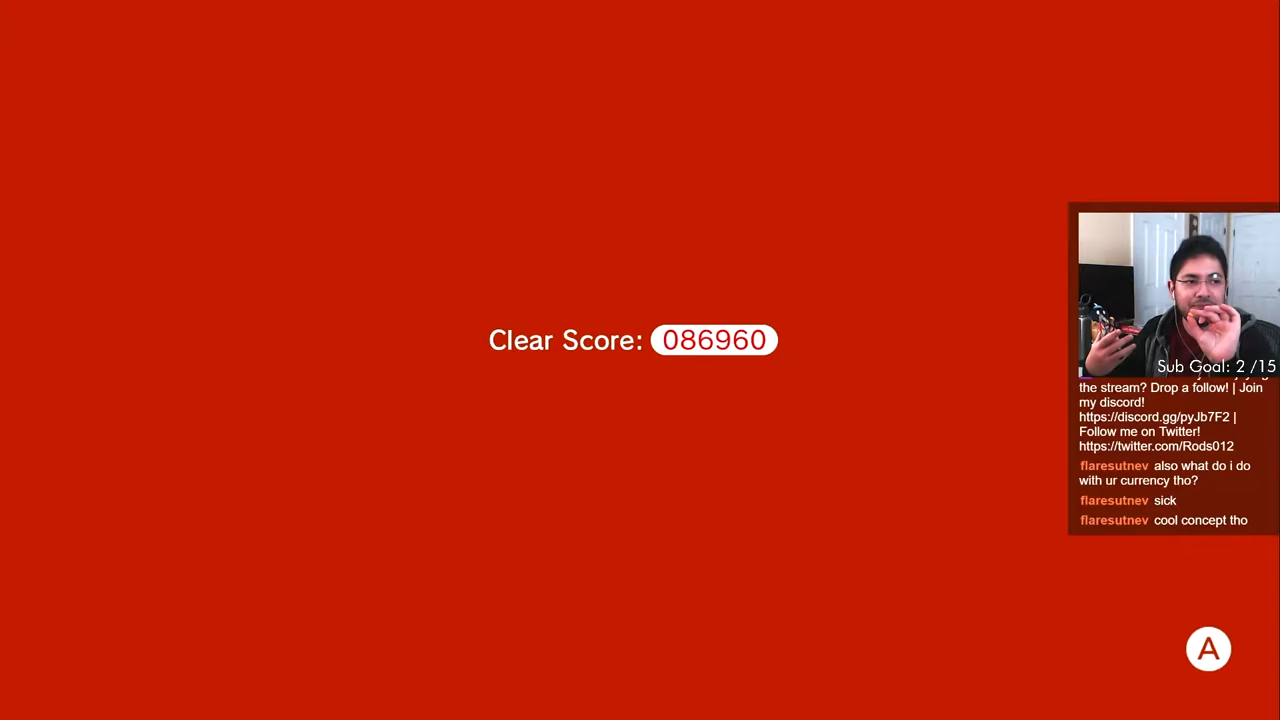 Clear Score: 086960
Sub Goal: 2 /15
the stream? Drop a follow! | Join
my discord!
https://discord.gg/pyJb7F2 |
Follow me on Twitter!
https://twitter.com/Rods012
flaresutnev also what do i do
with ur currency tho?
flaresutnev sick
flaresutnev cool concept tho
A